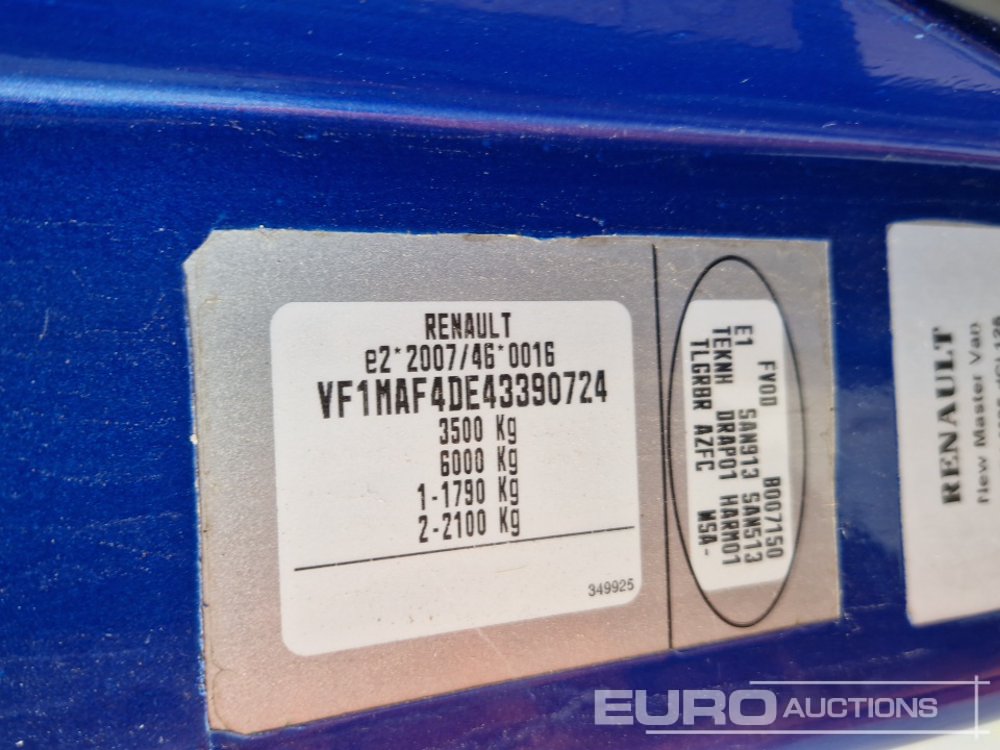 RENAULT
e2*2007/46*0016
VF1MAF4DE43390724
3500 Kg
6000 Kg
1-1790 Kg
2-2100 Kg
349925
FV0D B007150
E1 SAN913 SAN513
TEKNH DRAP01 HARM01
TLGRBR AZFC MSA-
RENAULT
New Master Van
EURO AUCTIONS